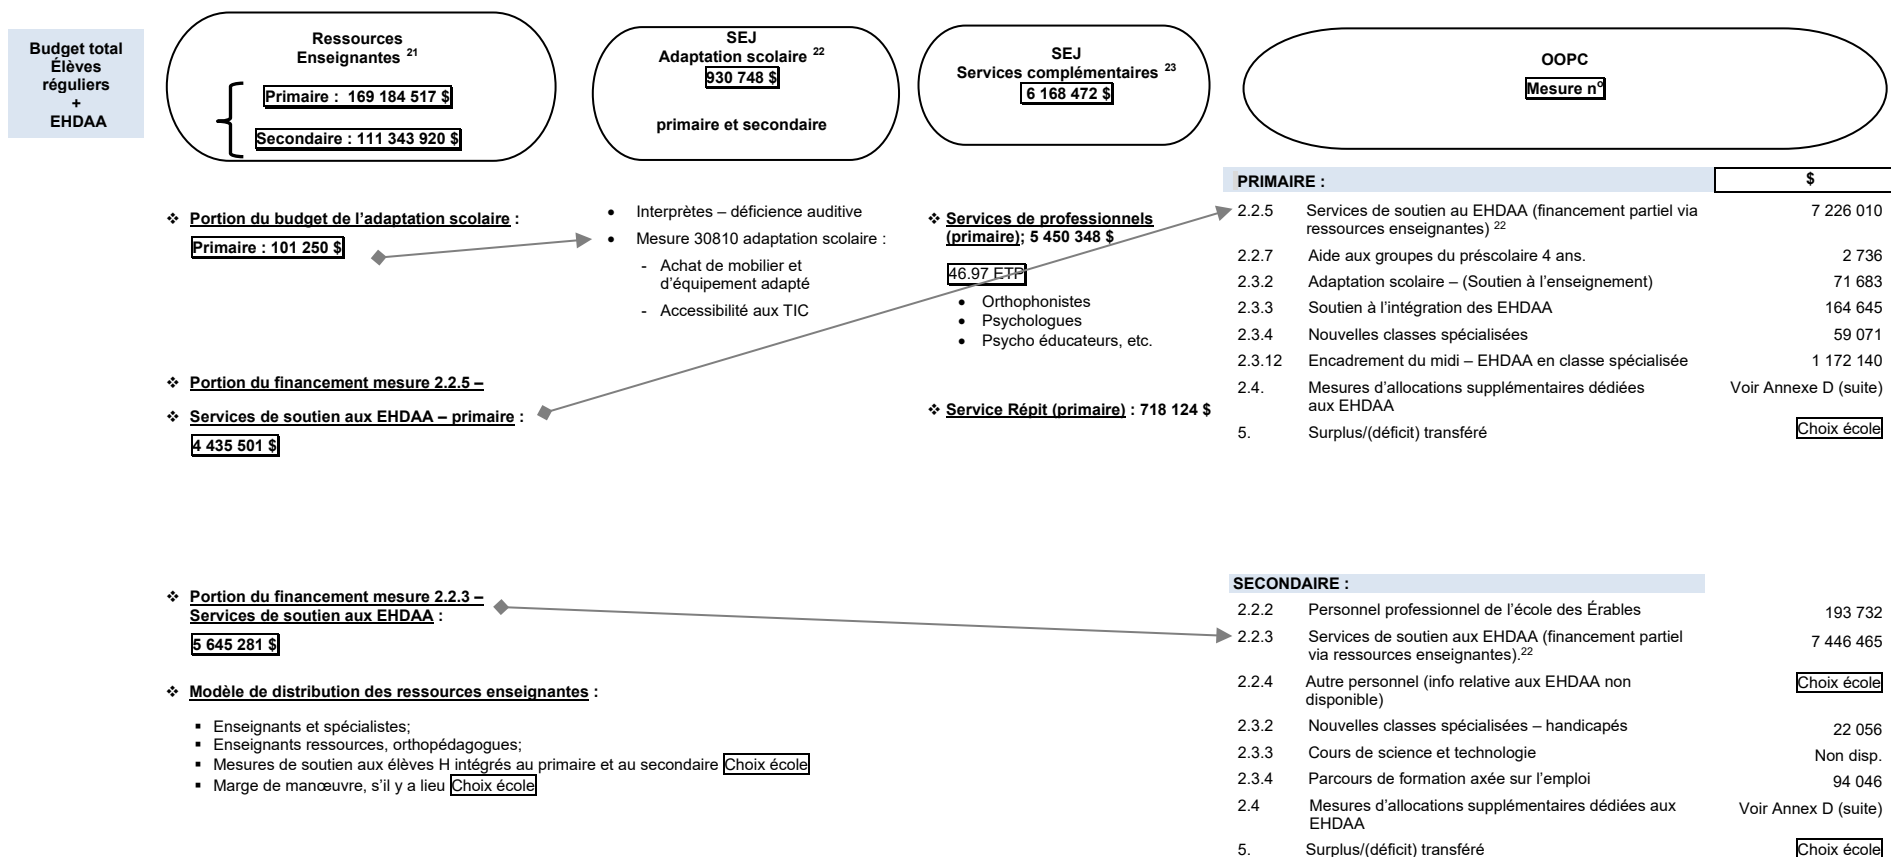 Budget total
Élèves
réguliers
+
EHDAA
Ressources
Enseignantes 21
Primaire : 169 184 517 $
Secondaire : 111 343 920 $
SEJ
Adaptation scolaire 22
930 748 $
primaire et secondaire
SEJ
Services complémentaires 23
6 168 472 $
OOPC
Mesure nº
❖ Portion du budget de l’adaptation scolaire :
Primaire : 101 250 $
❖ Portion du financement mesure 2.2.5 –
❖ Services de soutien aux EHDAA – primaire :
4 435 501 $
❖ Portion du financement mesure 2.2.3 –
Services de soutien aux EHDAA :
5 645 281 $
❖ Modèle de distribution des ressources enseignantes :
▪ Enseignants et spécialistes;
▪ Enseignants ressources, orthopédagogues;
▪ Mesures de soutien aux élèves H intégrés au primaire et au secondaire Choix école
▪ Marge de manœuvre, s’il y a lieu Choix école
• Interprètes – déficience auditive
• Mesure 30810 adaptation scolaire :
- Achat de mobilier et
d’équipement adapté
- Accessibilité aux TIC
❖ Services de professionnels
(primaire); 5 450 348 $
46.97 ETP
• Orthophonistes
• Psychologues
• Psycho éducateurs, etc.
❖ Service Répit (primaire) : 718 124 $
PRIMAIRE : $
2.2.5 Services de soutien au EHDAA (financement partiel via 7 226 010
ressources enseignantes) 22
2.2.7 Aide aux groupes du préscolaire 4 ans. 2 736
2.3.2 Adaptation scolaire – (Soutien à l’enseignement) 71 683
2.3.3 Soutien à l’intégration des EHDAA 164 645
2.3.4 Nouvelles classes spécialisées 59 071
2.3.12 Encadrement du midi – EHDAA en classe spécialisée 1 172 140
2.4. Mesures d’allocations supplémentaires dédiées Voir Annexe D (suite)
aux EHDAA
5. Surplus/(déficit) transféré Choix école
SECONDAIRE :
2.2.2 Personnel professionnel de l’école des Érables 193 732
2.2.3 Services de soutien aux EHDAA (financement partiel 7 446 465
via ressources enseignantes).22
2.2.4 Autre personnel (info relative aux EHDAA non Choix école
disponible)
2.3.2 Nouvelles classes spécialisées – handicapés 22 056
2.3.3 Cours de science et technologie Non disp.
2.3.4 Parcours de formation axée sur l’emploi 94 046
2.4 Mesures d’allocations supplémentaires dédiées aux Voir Annex D (suite)
EHDAA
5. Surplus/(déficit) transféré Choix école